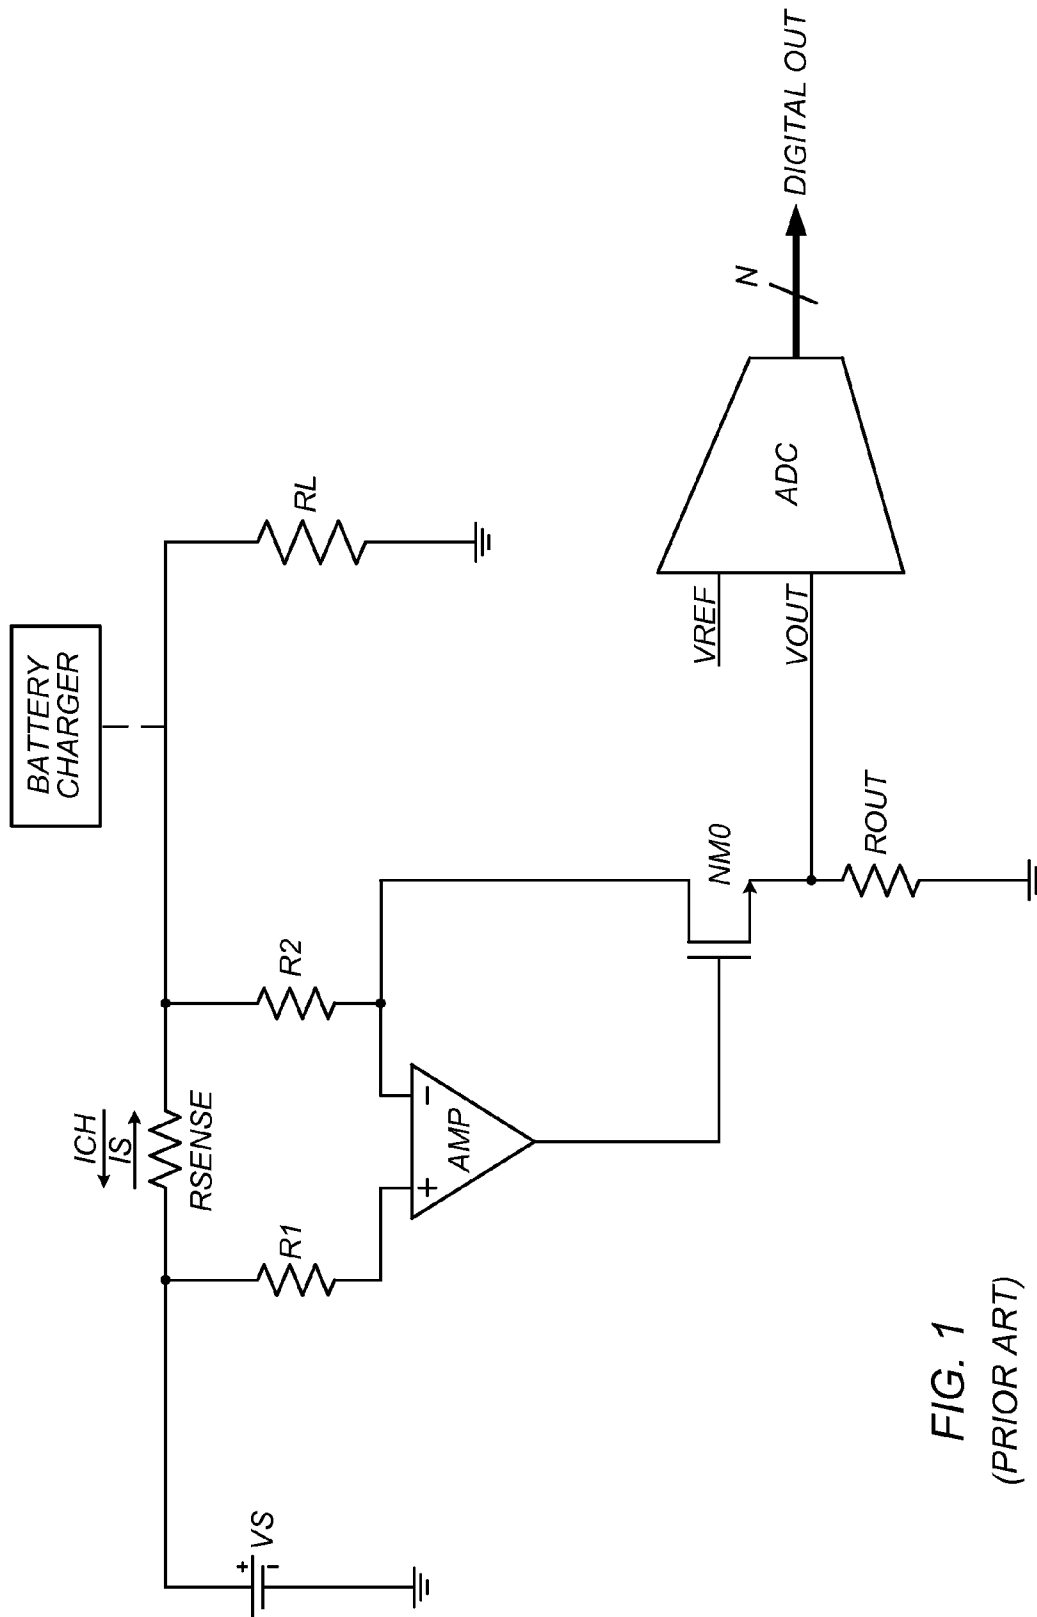 BATTERY
CHARGER
ICH
IS
RSENSE
R1
R2
RL
+
-
VS
+
-
AMP
NM0
VREF
VOUT
ADC
N
DIGITAL OUT
ROUT
FIG. 1
(PRIOR ART)